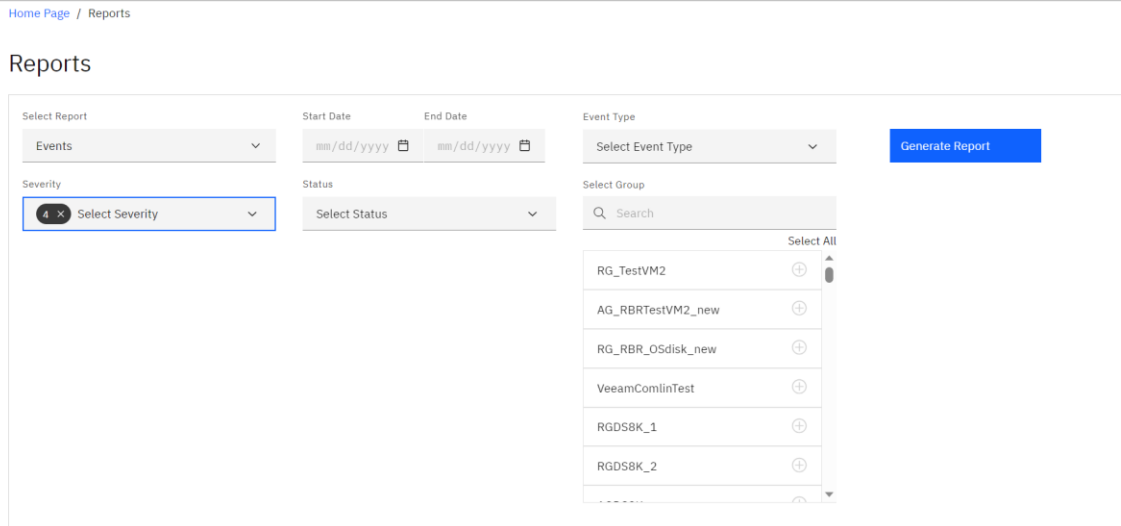 Home Page / Reports
Reports
Select Report
Events
Start Date
mm/dd/yyyy
End Date
mm/dd/yyyy
Event Type
Select Event Type
Generate Report
Severity
4 × Select Severity
Status
Select Status
Select Group
Search
Select All
RG_TestVM2
AG_RBRTestVM2_new
RG_RBR_OSdisk_new
VeeamComlinTest
RGDS8K_1
RGDS8K_2